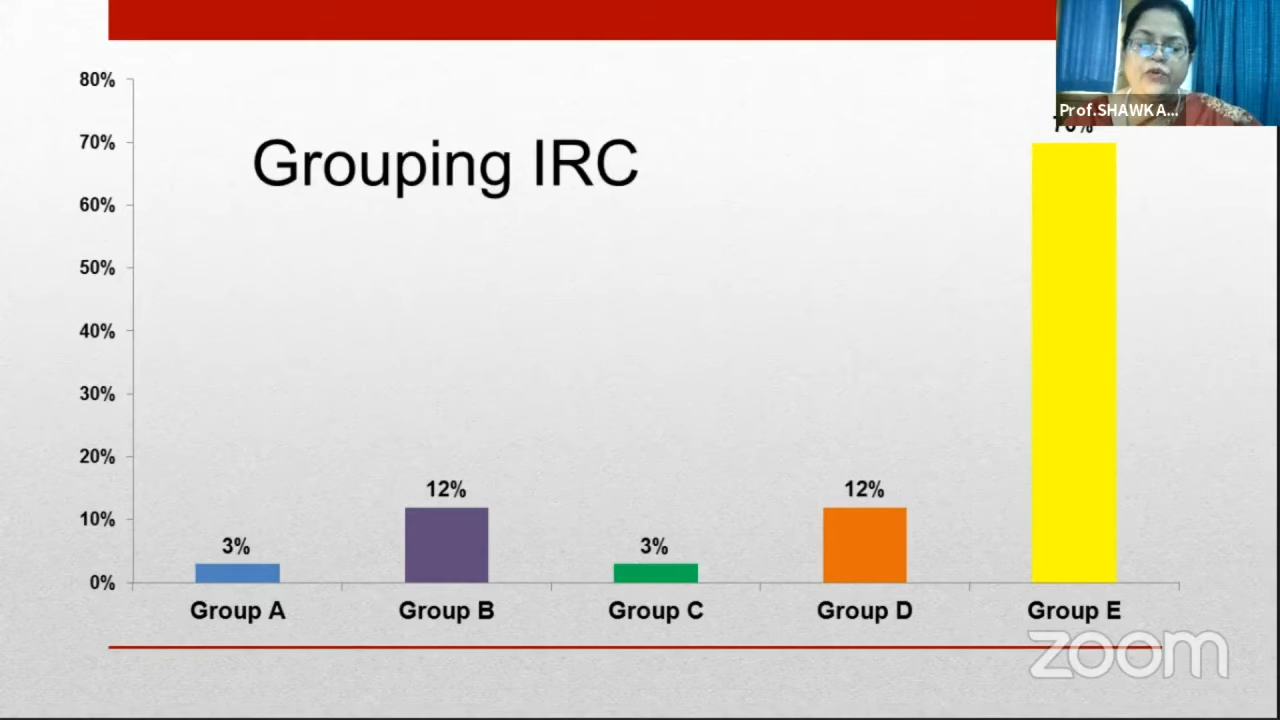 80%
Prof.SHAWKA...
70%
70%
Grouping IRC
60%
50%
40%
30%
20%
12%
12%
10%
3%
3%
0%
Group A
Group B
Group C
Group D
Group E
zoom